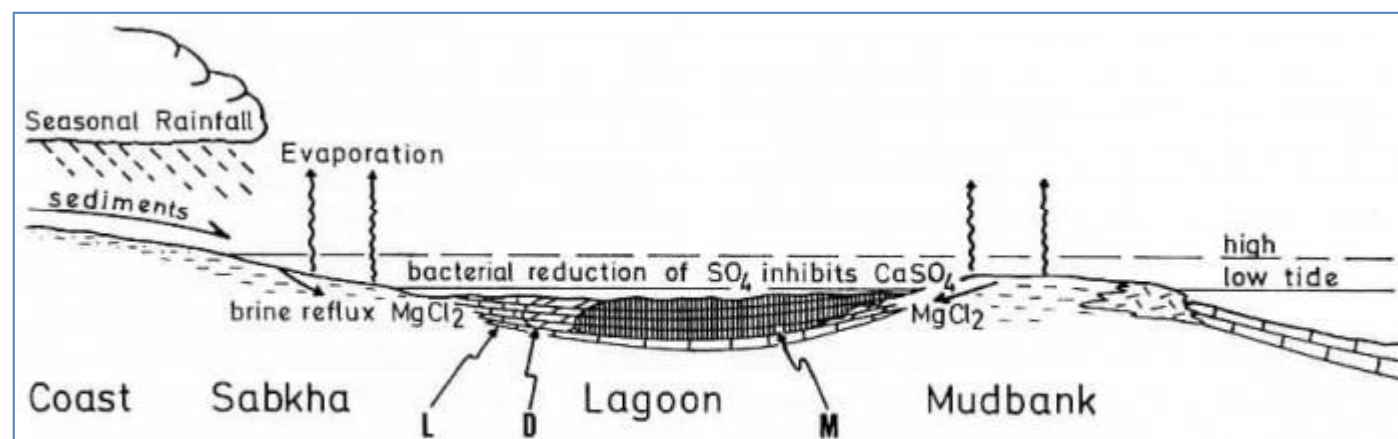 Seasonal Rainfall
Evaporation
sediments
high
bacterial reduction of SO4 inhibits CaSO4
low tide
brine reflux MgCl2
MgCl2
Coast
Sabkha
Lagoon
Mudbank
L
D
M